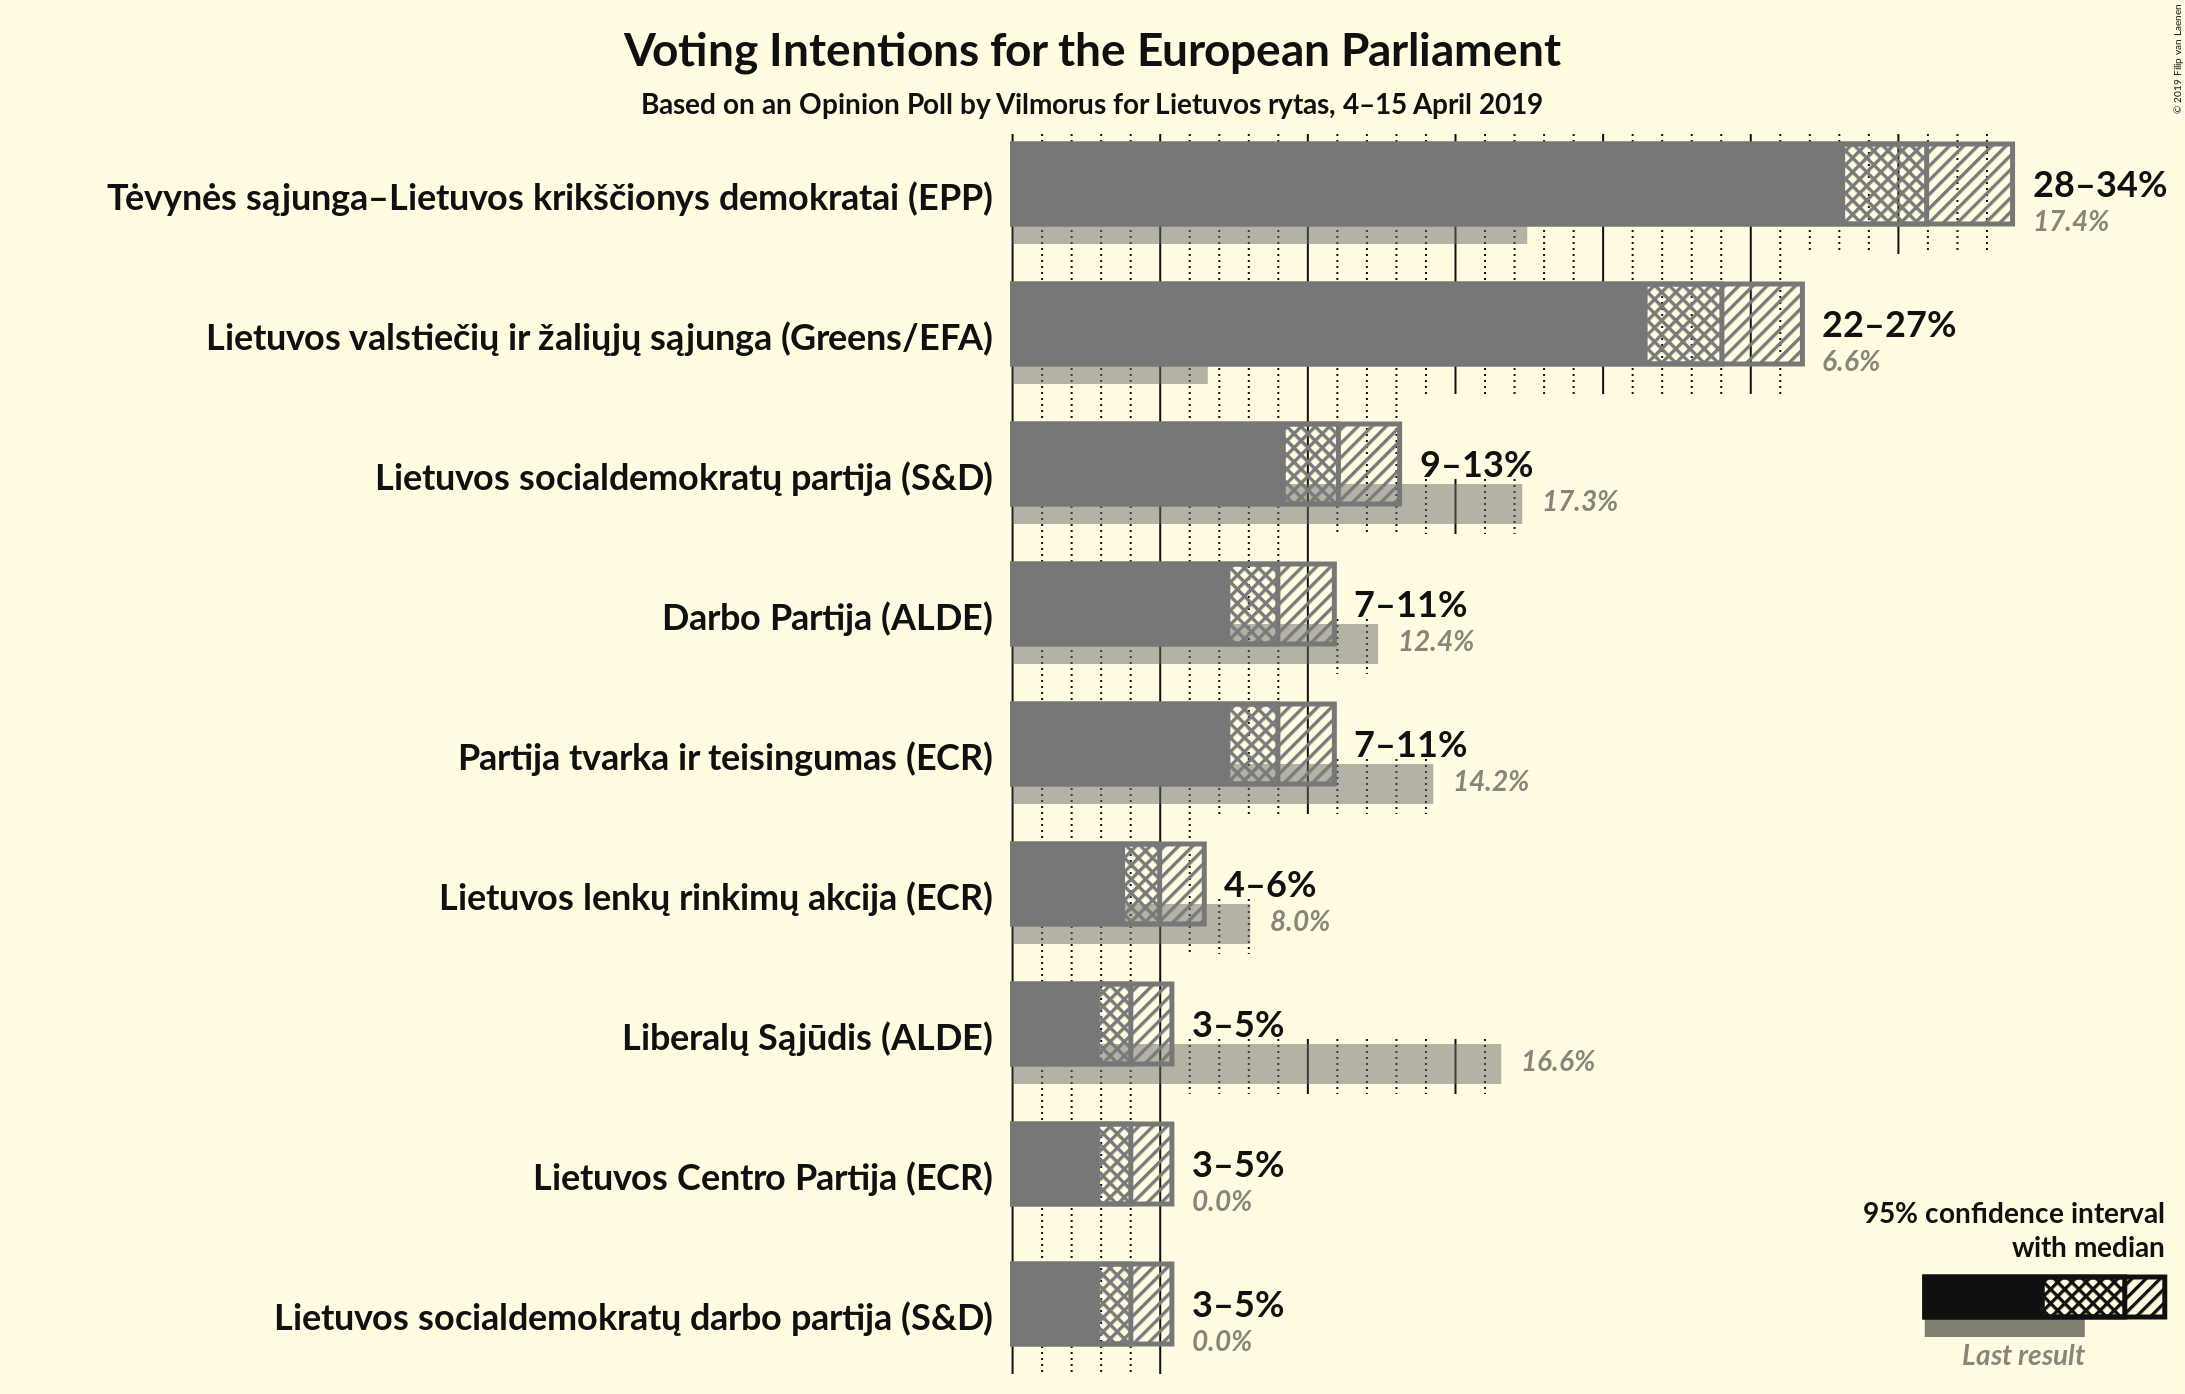 Voting Intentions for the European Parliament
Based on an Opinion Poll by Vilmorus for Lietuvos rytas, 4–15 April 2019
© 2019 Filip van Laenen
Tėvynės sąjunga–Lietuvos krikščionys demokratai (EPP)
28–34%
17.4%
Lietuvos valstiečių ir žaliųjų sąjunga (Greens/EFA)
22–27%
6.6%
Lietuvos socialdemokratų partija (S&D)
9–13%
17.3%
Darbo Partija (ALDE)
7–11%
12.4%
Partija tvarka ir teisingumas (ECR)
7–11%
14.2%
Lietuvos lenkų rinkimų akcija (ECR)
4–6%
8.0%
Liberalų Sąjūdis (ALDE)
3–5%
16.6%
Lietuvos Centro Partija (ECR)
3–5%
0.0%
Lietuvos socialdemokratų darbo partija (S&D)
3–5%
0.0%
95% confidence interval
with median
Last result